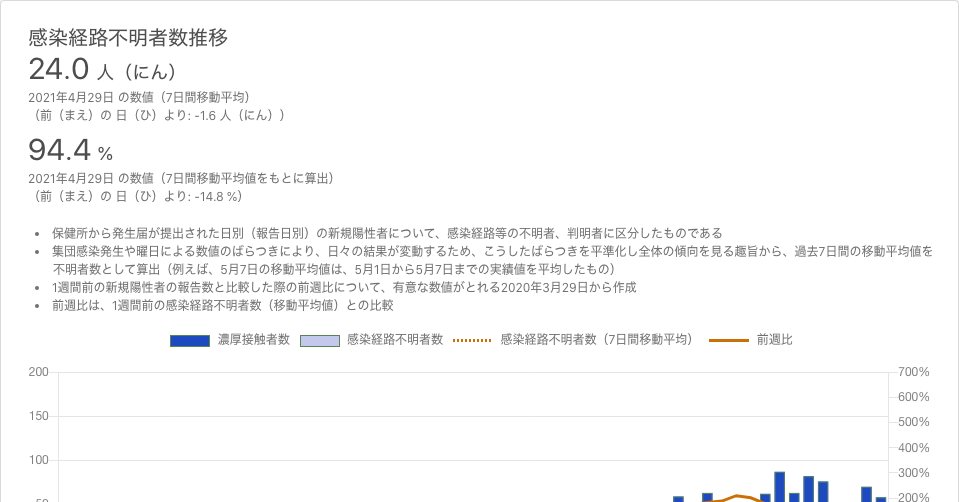 感染経路不明者数推移
24.0 人（にん）
2021年4月29日 の数値（7日間移動平均）
（前（まえ）の 日（ひ）より: -1.6 人（にん））
94.4 %
2021年4月29日 の数値（7日間移動平均値をもとに算出）
（前（まえ）の 日（ひ）より: -14.8 %）
• 保健所から発生届が提出された日別（報告日別）の新規陽性者について、感染経路等の不明者、判明者に区分したものである
• 集団感染発生や曜日による数値のばらつきにより、日々の結果が変動するため、こうしたばらつきを平準化し全体の傾向を見る趣旨から、過去7日間の移動平均値を
不明者数として算出（例えば、5月7日の移動平均値は、5月1日から5月7日までの実績値を平均したもの）
• 1週間前の新規陽性者の報告数と比較した際の前週比について、有意な数値がとれる2020年3月29日から作成
• 前週比は、1週間前の感染経路不明者数（移動平均値）との比較
濃厚接触者数 感染経路不明者数 感染経路不明者数（7日間移動平均） 前週比
200 700%
600%
150 500%
400%
100 300%
50 200%